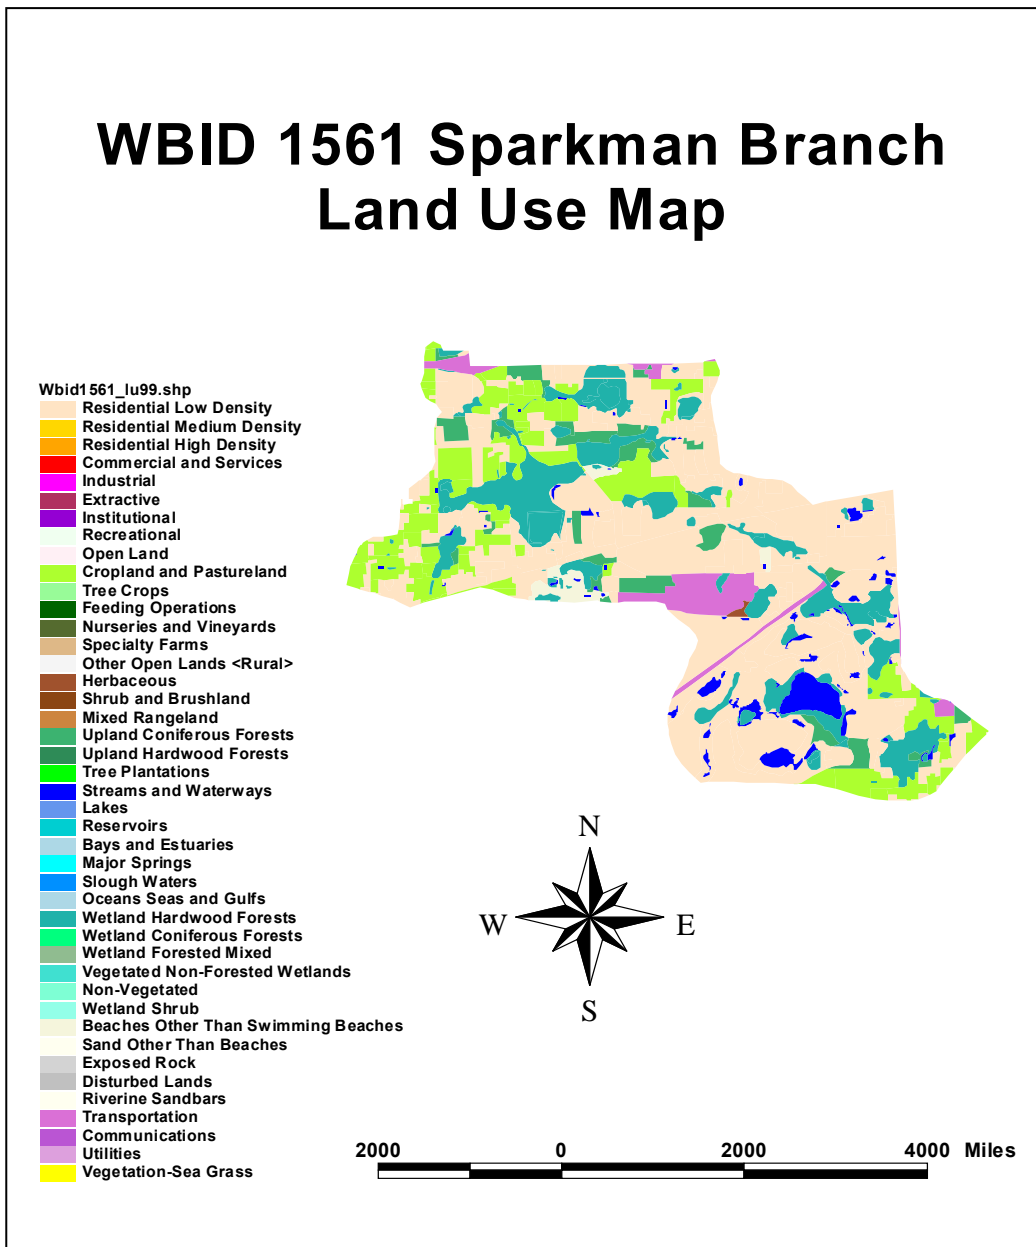 WBID 1561 Sparkman Branch
Land Use Map
Wbid1561_lu99.shp
Residential Low Density
Residential Medium Density
Residential High Density
Commercial and Services
Industrial
Extractive
Institutional
Recreational
Open Land
Cropland and Pastureland
Tree Crops
Feeding Operations
Nurseries and Vineyards
Specialty Farms
Other Open Lands <Rural>
Herbaceous
Shrub and Brushland
Mixed Rangeland
Upland Coniferous Forests
Upland Hardwood Forests
Tree Plantations
Streams and Waterways
Lakes
Reservoirs
Bays and Estuaries
Major Springs
Slough Waters
Oceans Seas and Gulfs
Wetland Hardwood Forests
Wetland Coniferous Forests
Wetland Forested Mixed
Vegetated Non-Forested Wetlands
Non-Vegetated
Wetland Shrub
Beaches Other Than Swimming Beaches
Sand Other Than Beaches
Exposed Rock
Disturbed Lands
Riverine Sandbars
Transportation
Communications
Utilities
Vegetation-Sea Grass
N
W E
S
2000 0 2000 4000 Miles